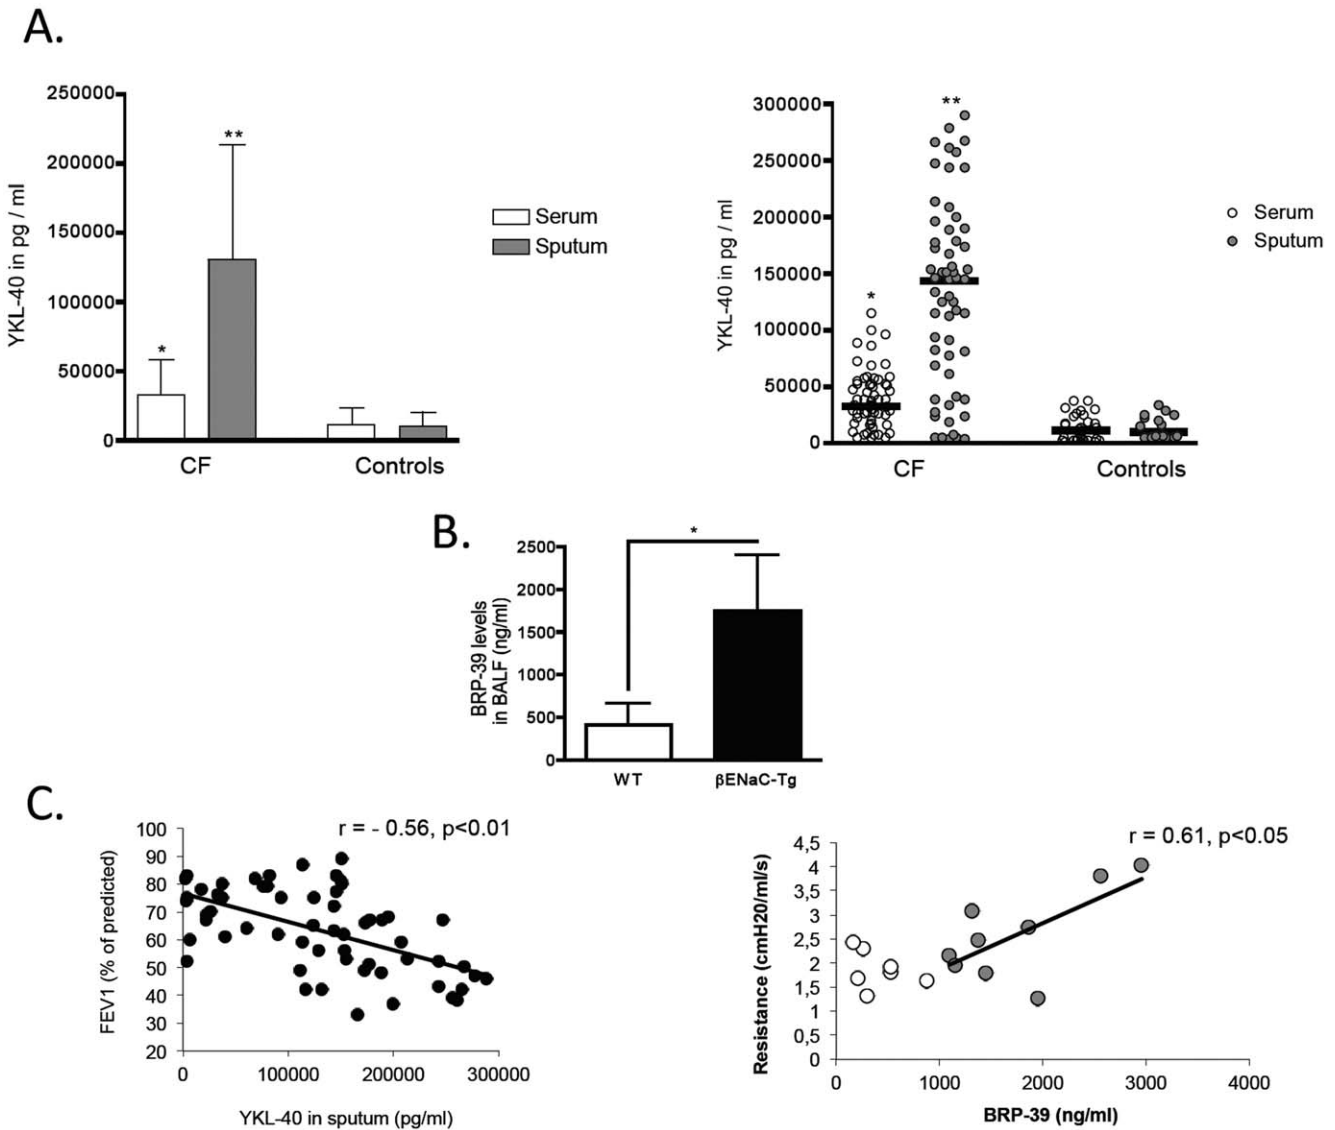 A.
250000
200000
150000
100000
50000
0
YKL-40 in pg / ml
*
**
CF
Controls
Serum
Sputum
300000
250000
200000
150000
100000
50000
0
YKL-40 in pg / ml
*
**
CF
Controls
Serum
Sputum
B.
2500
2000
1500
1000
500
0
BRP-39 levels
in BALF (ng/ml)
*
WT
βENaC-Tg
C.
r = - 0.56, p<0.01
100
90
80
70
60
50
40
30
20
FEV1 (% of predicted)
0
100000
200000
300000
YKL-40 in sputum (pg/ml)
r = 0.61, p<0.05
4,5
4
3,5
3
2,5
2
1,5
1
0,5
0
Resistance (cmH20/ml/s)
0
1000
2000
3000
4000
BRP-39 (ng/ml)